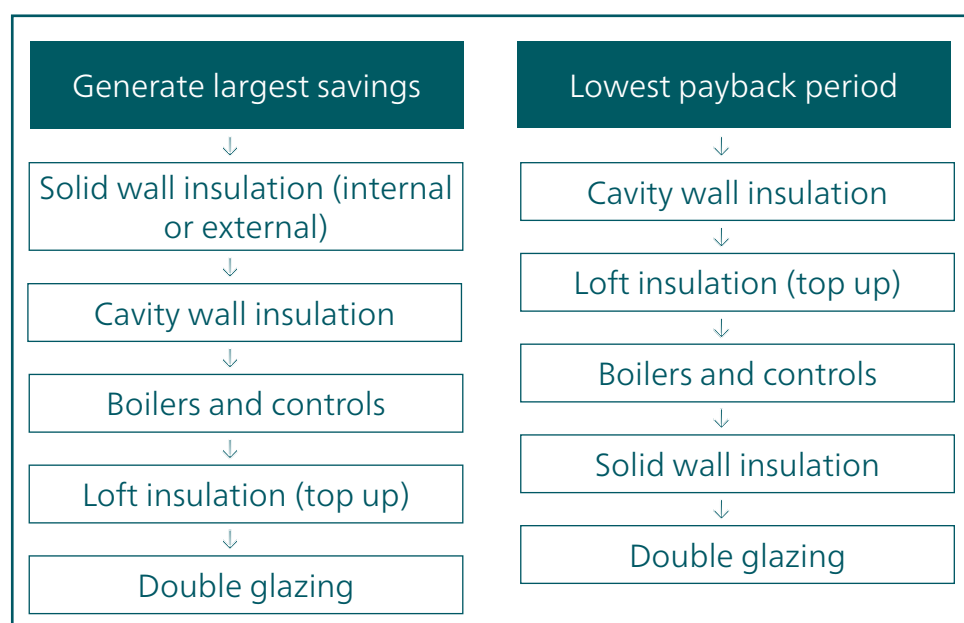 Generate largest savings
Solid wall insulation (internal
or external)
Cavity wall insulation
Boilers and controls
Loft insulation (top up)
Double glazing
Lowest payback period
Cavity wall insulation
Loft insulation (top up)
Boilers and controls
Solid wall insulation
Double glazing